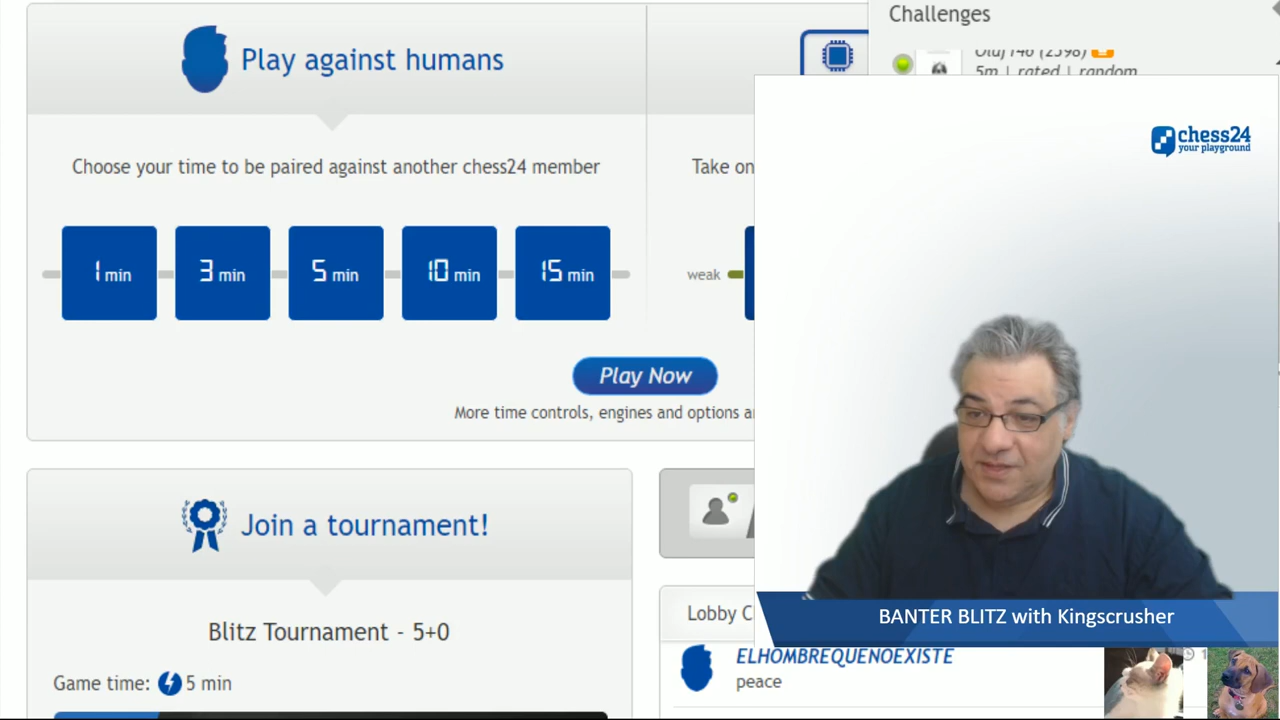 Play against humans
Challenges
5m | rated | random
Choose your time to be paired against another chess24 member
Take on
chess24
your playground
1 min
3 min
5 min
10 min
15 min
weak
Play Now
More time controls, engines and options
Join a tournament!
Lobby C
BANTER BLITZ with Kingscrusher
Blitz Tournament - 5+0
ELHOMBREQUENOEXISTE
peace
Game time: 5 min